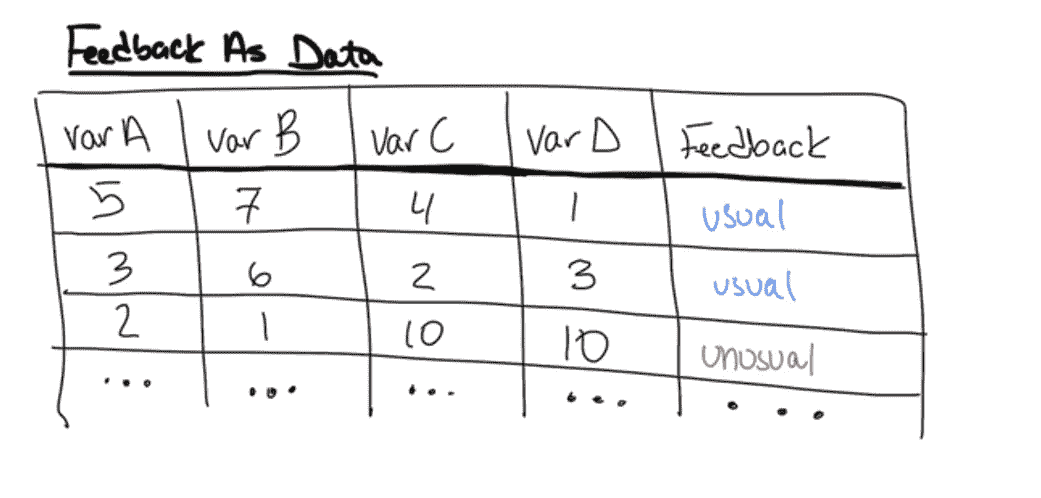 Feedback As Data
var A var B var C var D Feedback
5 7 4 1 usual
3 6 2 3 usual
2 1 10 10 unusual
... ... ... ... ...